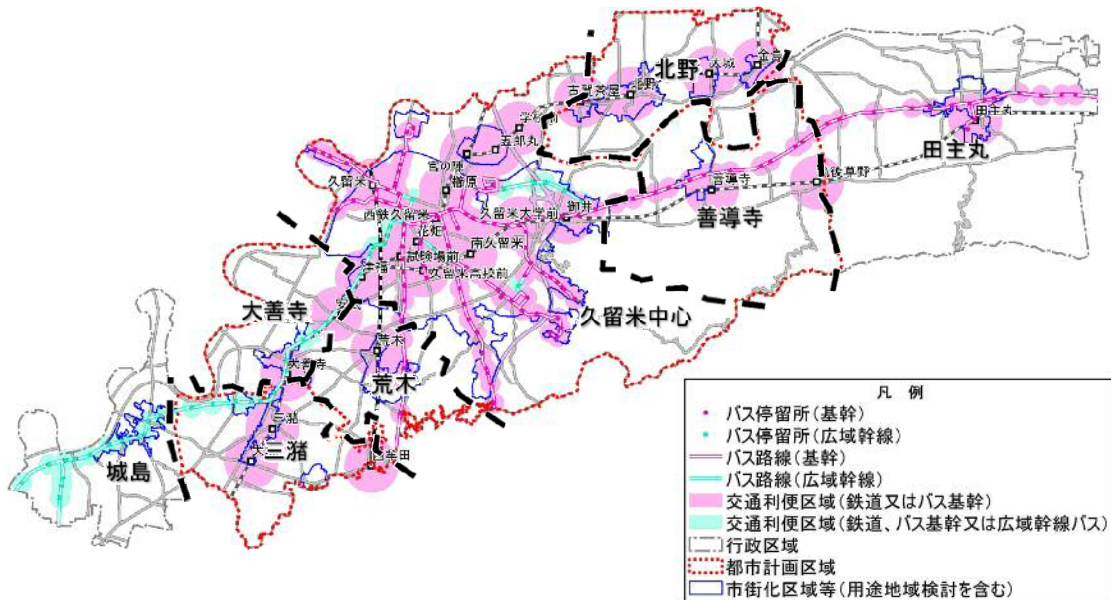 金島
北野
大城
古賀茶屋
北野
田主丸
田主丸
学校前
五郎丸
宮の陣
櫛原
久留米
善導寺
筑後草野
善導寺
西鉄久留米
久留米大学前
御井
花畑
南久留米
試験場前
久留米高校前
津福
安武
大善寺
久留米中心
荒木
荒木
大善寺
三潴
三潴
城島
西牟田
凡 例
バス停留所(基幹)
バス停留所(広域幹線)
バス路線(基幹)
バス路線(広域幹線)
交通利便区域(鉄道又はバス基幹)
交通利便区域(鉄道、バス基幹又は広域幹線バス)
行政区域
都市計画区域
市街化区域等(用途地域検討を含む)